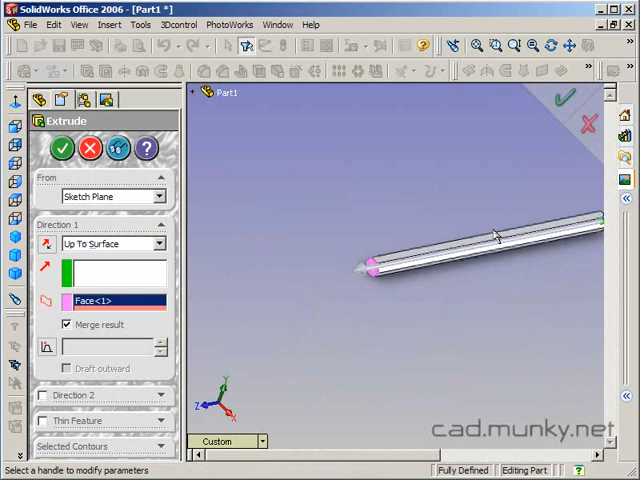 SolidWorks Office 2006 - [Part1 *]
File Edit View Insert Tools 3Dcontrol PhotoWorks Window Help
Part1
Extrude
From
Sketch Plane
Direction 1
Up To Surface
Face<1>
Merge result
Draft outward
Direction 2
Thin Feature
Selected Contours
Y
Z
X
Custom
cad.munky.net
Select a handle to modify parameters
Fully Defined
Editing Part